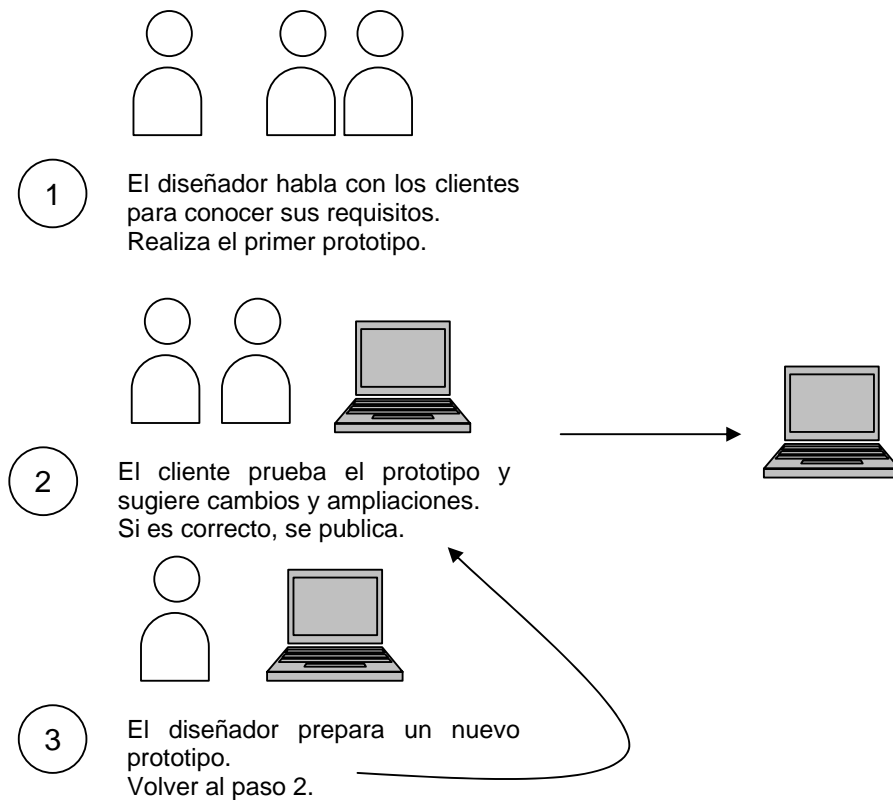 1
El diseñador habla con los clientes
para conocer sus requisitos.
Realiza el primer prototipo.
2
El cliente prueba el prototipo y
sugiere cambios y ampliaciones.
Si es correcto, se publica.
3
El diseñador prepara un nuevo
prototipo.
Volver al paso 2.